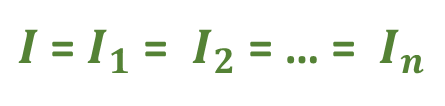 I = I₁ = I₂ = ... = Iₙ